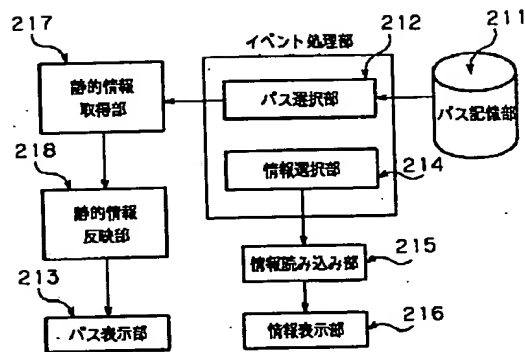 217
212
211
イベント処理部
静的情報
取得部
パス選択部
パス記憶部
218
情報選択部
214
静的情報
反映部
213
情報読み込み部
215
パス表示部
情報表示部
216